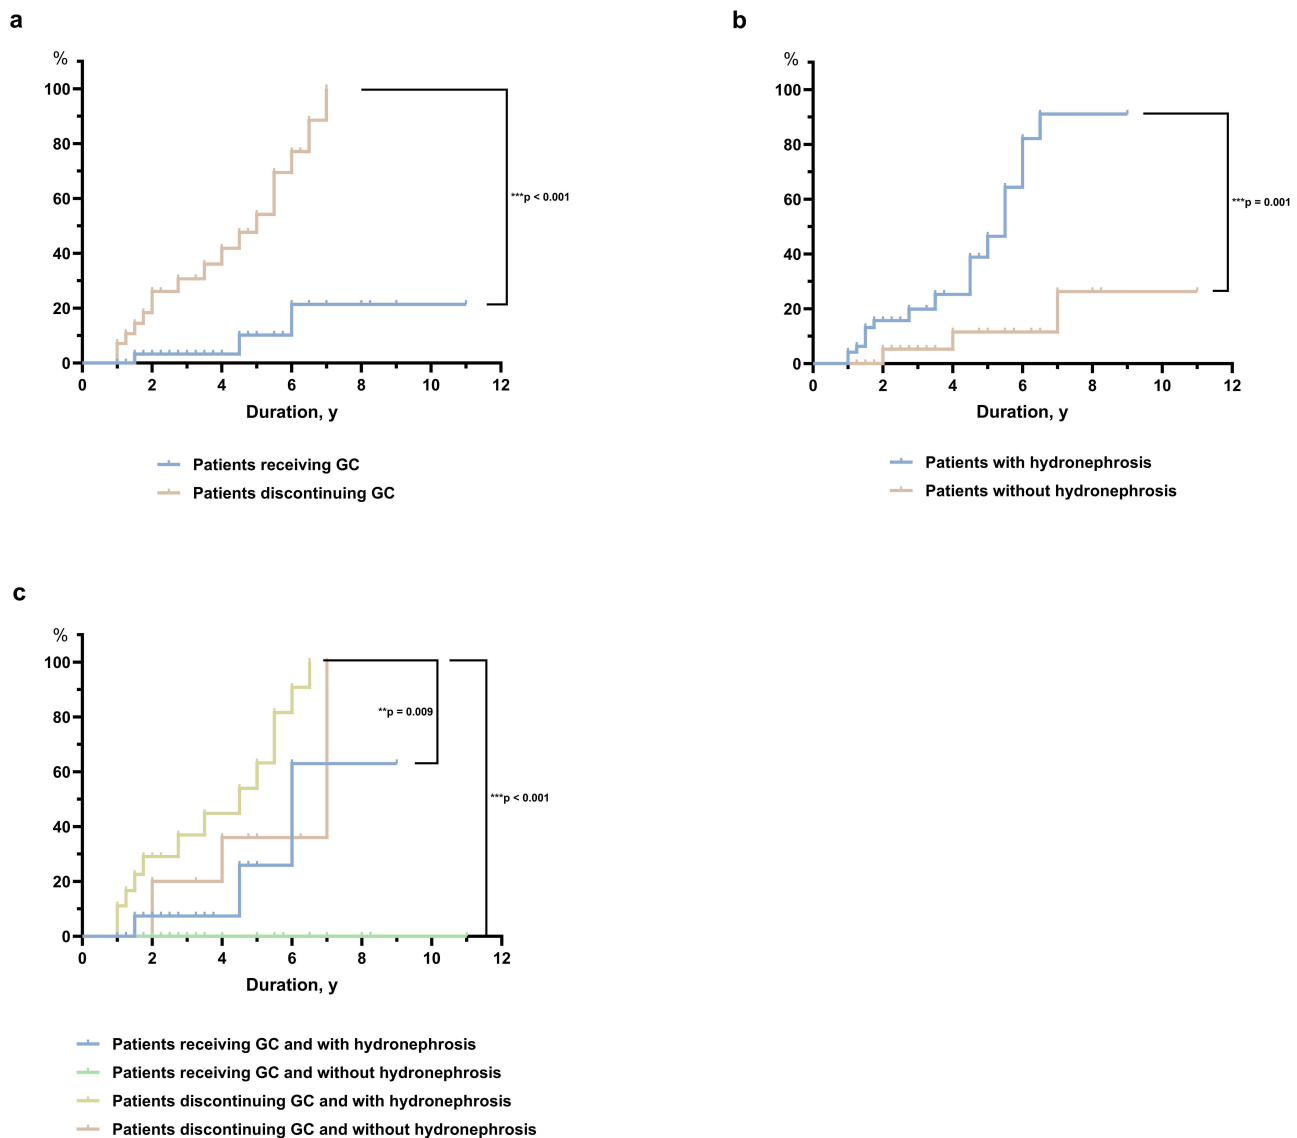 a
%
100
80
60
40
20
0
0 2 4 6 8 10 12
Duration, y
***p < 0.001
Patients receiving GC
Patients discontinuing GC
b
%
100
80
60
40
20
0
0 2 4 6 8 10 12
Duration, y
***p = 0.001
Patients with hydronephrosis
Patients without hydronephrosis
c
%
100
80
60
40
20
0
0 2 4 6 8 10 12
Duration, y
**p = 0.009
***p < 0.001
Patients receiving GC and with hydronephrosis
Patients receiving GC and without hydronephrosis
Patients discontinuing GC and with hydronephrosis
Patients discontinuing GC and without hydronephrosis